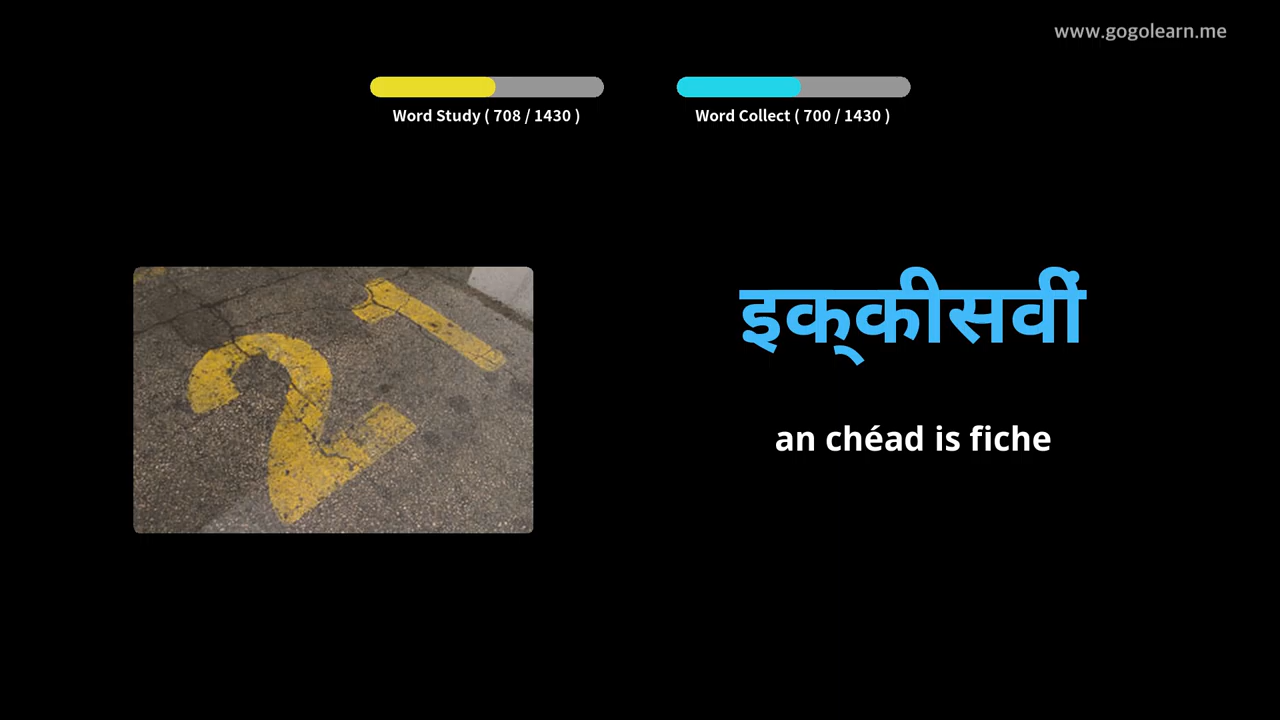 www.gogolearn.me
Word Study ( 708 / 1430 )
Word Collect ( 700 / 1430 )
21
इक्‌कीसवीं
an chéad is fiche